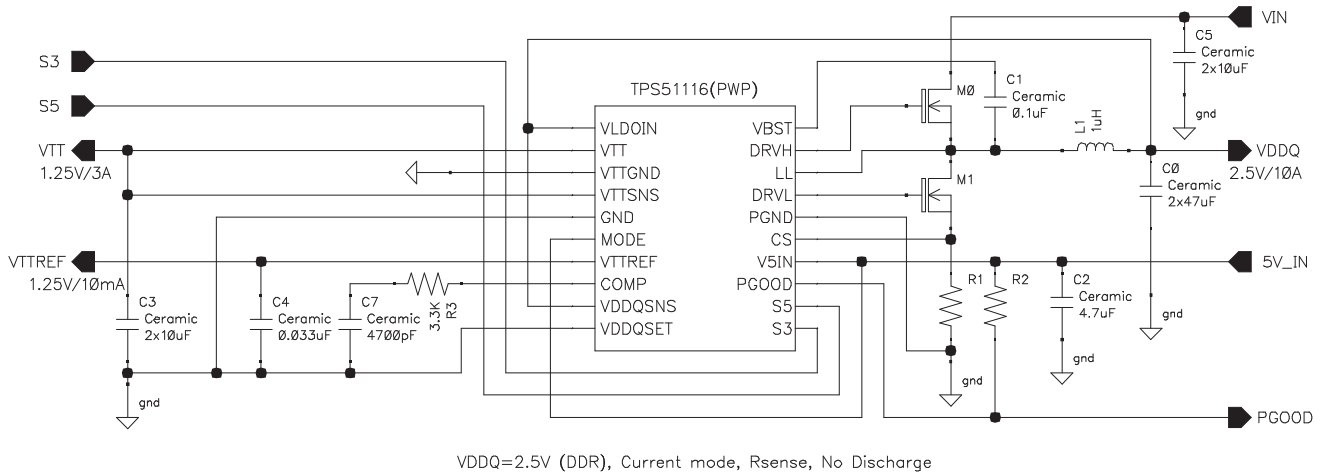 VIN
C5
Ceramic
2x10uF
gnd
S3
S5
TPS51116(PWP)
M0
C1
Ceramic
0.1uF
L1
1uH
VLDOIN
VTT
VTTGND
VTTSNS
GND
MODE
VTTREF
COMP
VDDQSNS
VDDQSET
VBST
DRVH
LL
DRVL
PGND
CS
V5IN
PGOOD
S5
S3
VTT
1.25V/3A
VDDQ
2.5V/10A
M1
C0
Ceramic
2x47uF
gnd
VTTREF
1.25V/10mA
5V_IN
C3
Ceramic
2x10uF
C4
Ceramic
0.033uF
C7
Ceramic
4700pF
3.3K
R3
R1
R2
C2
Ceramic
4.7uF
gnd
gnd
gnd
PGOOD
VDDQ=2.5V (DDR), Current mode, Rsense, No Discharge